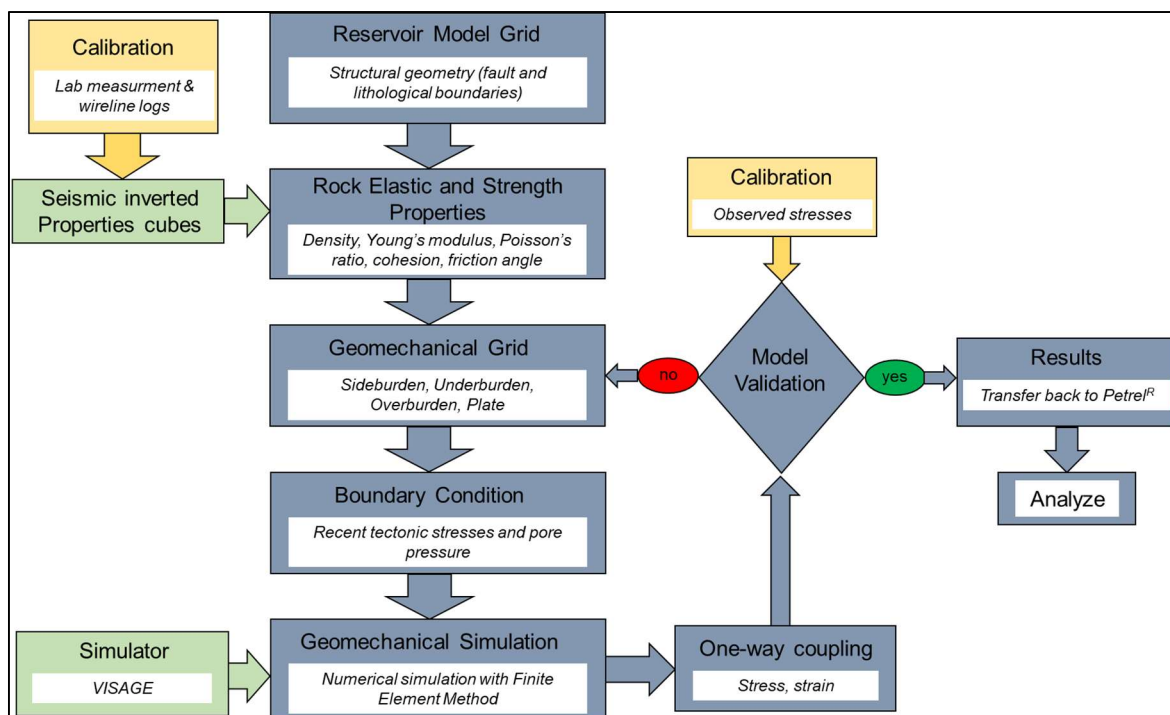 Calibration
Lab measurment &
wireline logs
Seismic inverted
Properties cubes
Reservoir Model Grid
Structural geometry (fault and
lithological boundaries)
Rock Elastic and Strength
Properties
Density, Young's modulus, Poisson's
ratio, cohesion, friction angle
Geomechanical Grid
Sideburden, Underburden,
Overburden, Plate
Boundary Condition
Recent tectonic stresses and pore
pressure
Simulator
VISAGE
Geomechanical Simulation
Numerical simulation with Finite
Element Method
One-way coupling
Stress, strain
Calibration
Observed stresses
Model
Validation
no
yes
Results
Transfer back to Petrel^R
Analyze